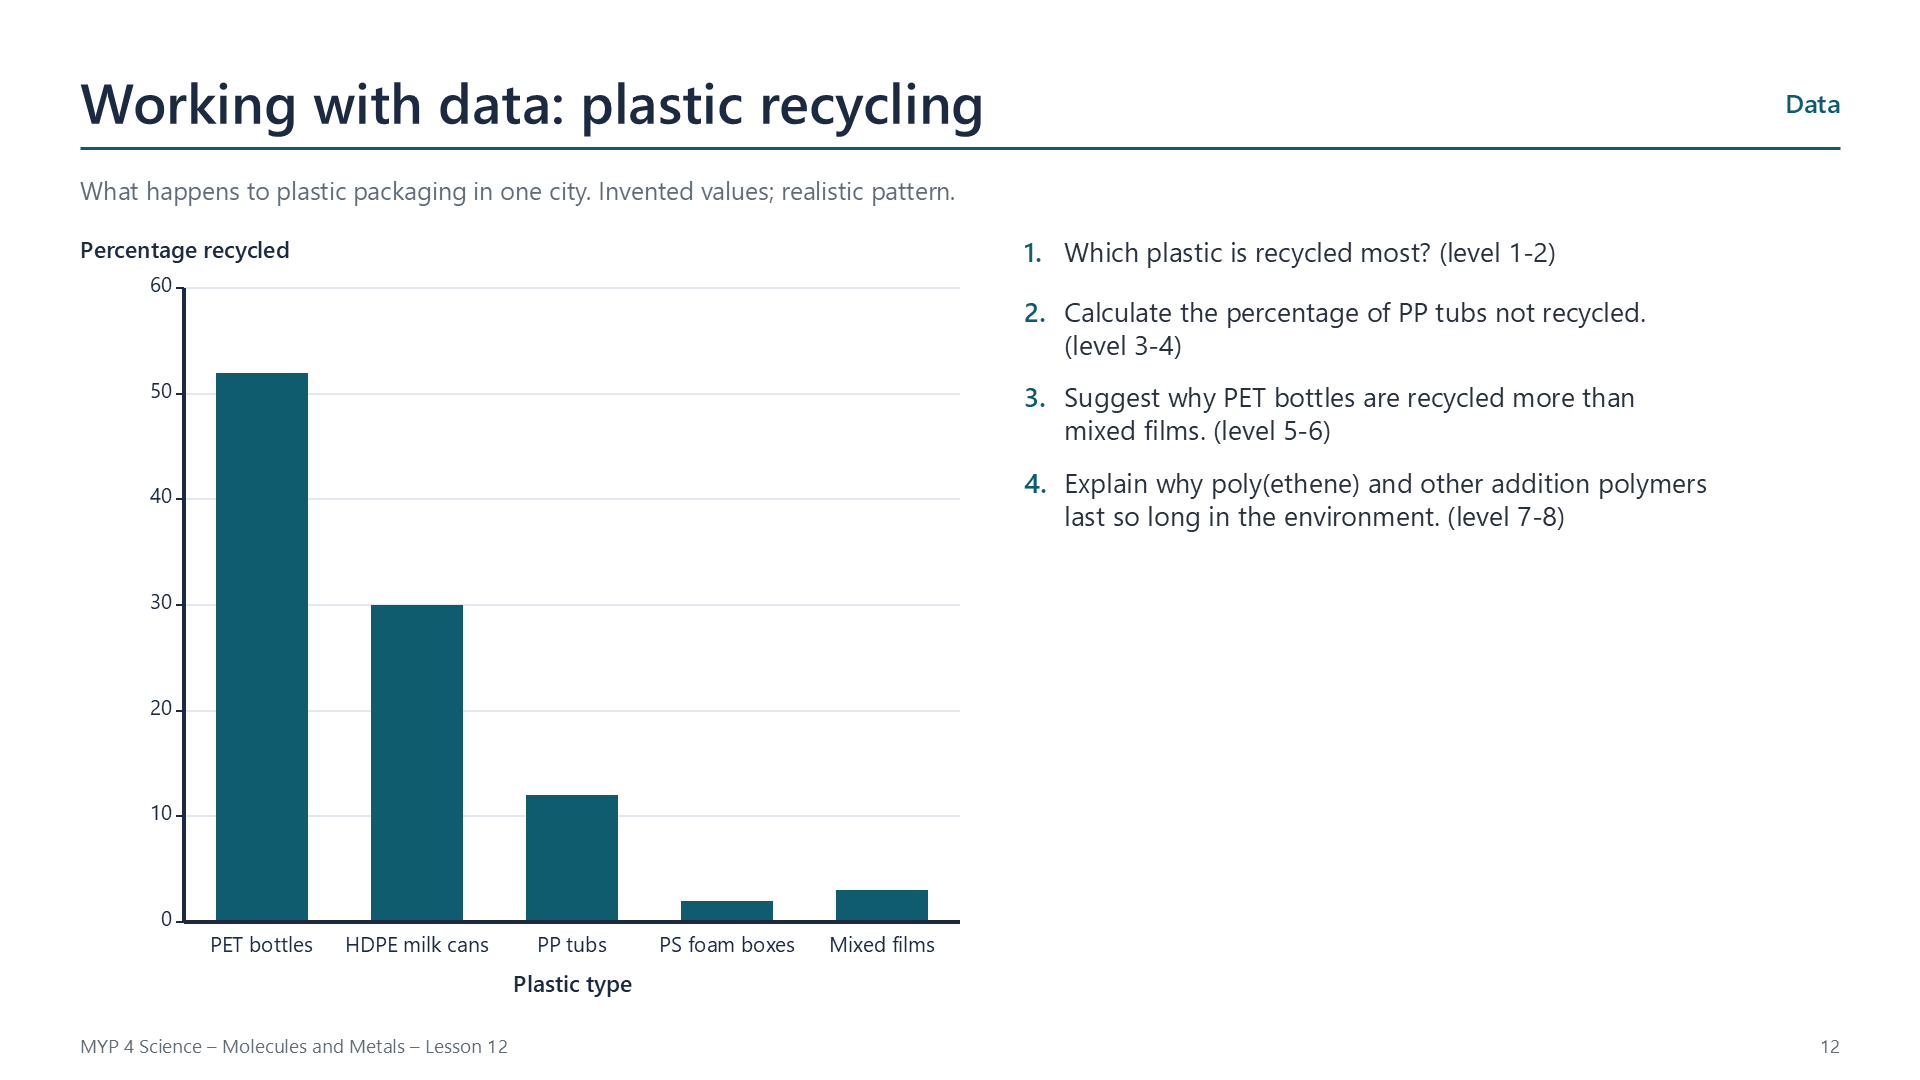 Working with data: plastic recycling
Data
What happens to plastic packaging in one city. Invented values; realistic pattern.
Percentage recycled
60
50
40
30
20
10
0
PET bottles
HDPE milk cans
PP tubs
PS foam boxes
Mixed films
Plastic type
1. Which plastic is recycled most? (level 1-2)
2. Calculate the percentage of PP tubs not recycled.
(level 3-4)
3. Suggest why PET bottles are recycled more than
mixed films. (level 5-6)
4. Explain why poly(ethene) and other addition polymers
last so long in the environment. (level 7-8)
MYP 4 Science – Molecules and Metals – Lesson 12
12